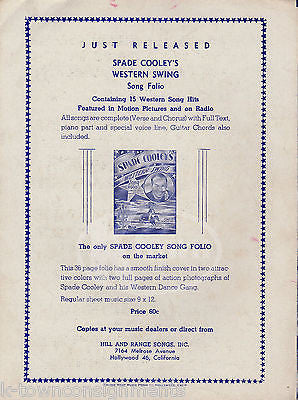 JUST RELEASED
SPADE COOLEY'S
WESTERN SWING
Song Folio
Containing 15 Western Song Hits
Featured in Motion Pictures and on Radio
All songs are complete (Verse and Chorus) with Full Text,
piano part and special voice line, Guitar Chords also
included.
SPADE COOLEY'S
The only SPADE COOLEY SONG FOLIO
on the market
This 36 page folio has a smooth finish cover in two attrac
tive colors with two full pages of action photographs of
Spade Cooley and his Western Dance Gang.
Regular sheet music size 9 x 12.
Price 60c
Copies at your music dealers or direct from
HILL AND RANGE SONGS, INC.
7164 Melrose Avenue
Hollywood 46, California
k-townconsignments